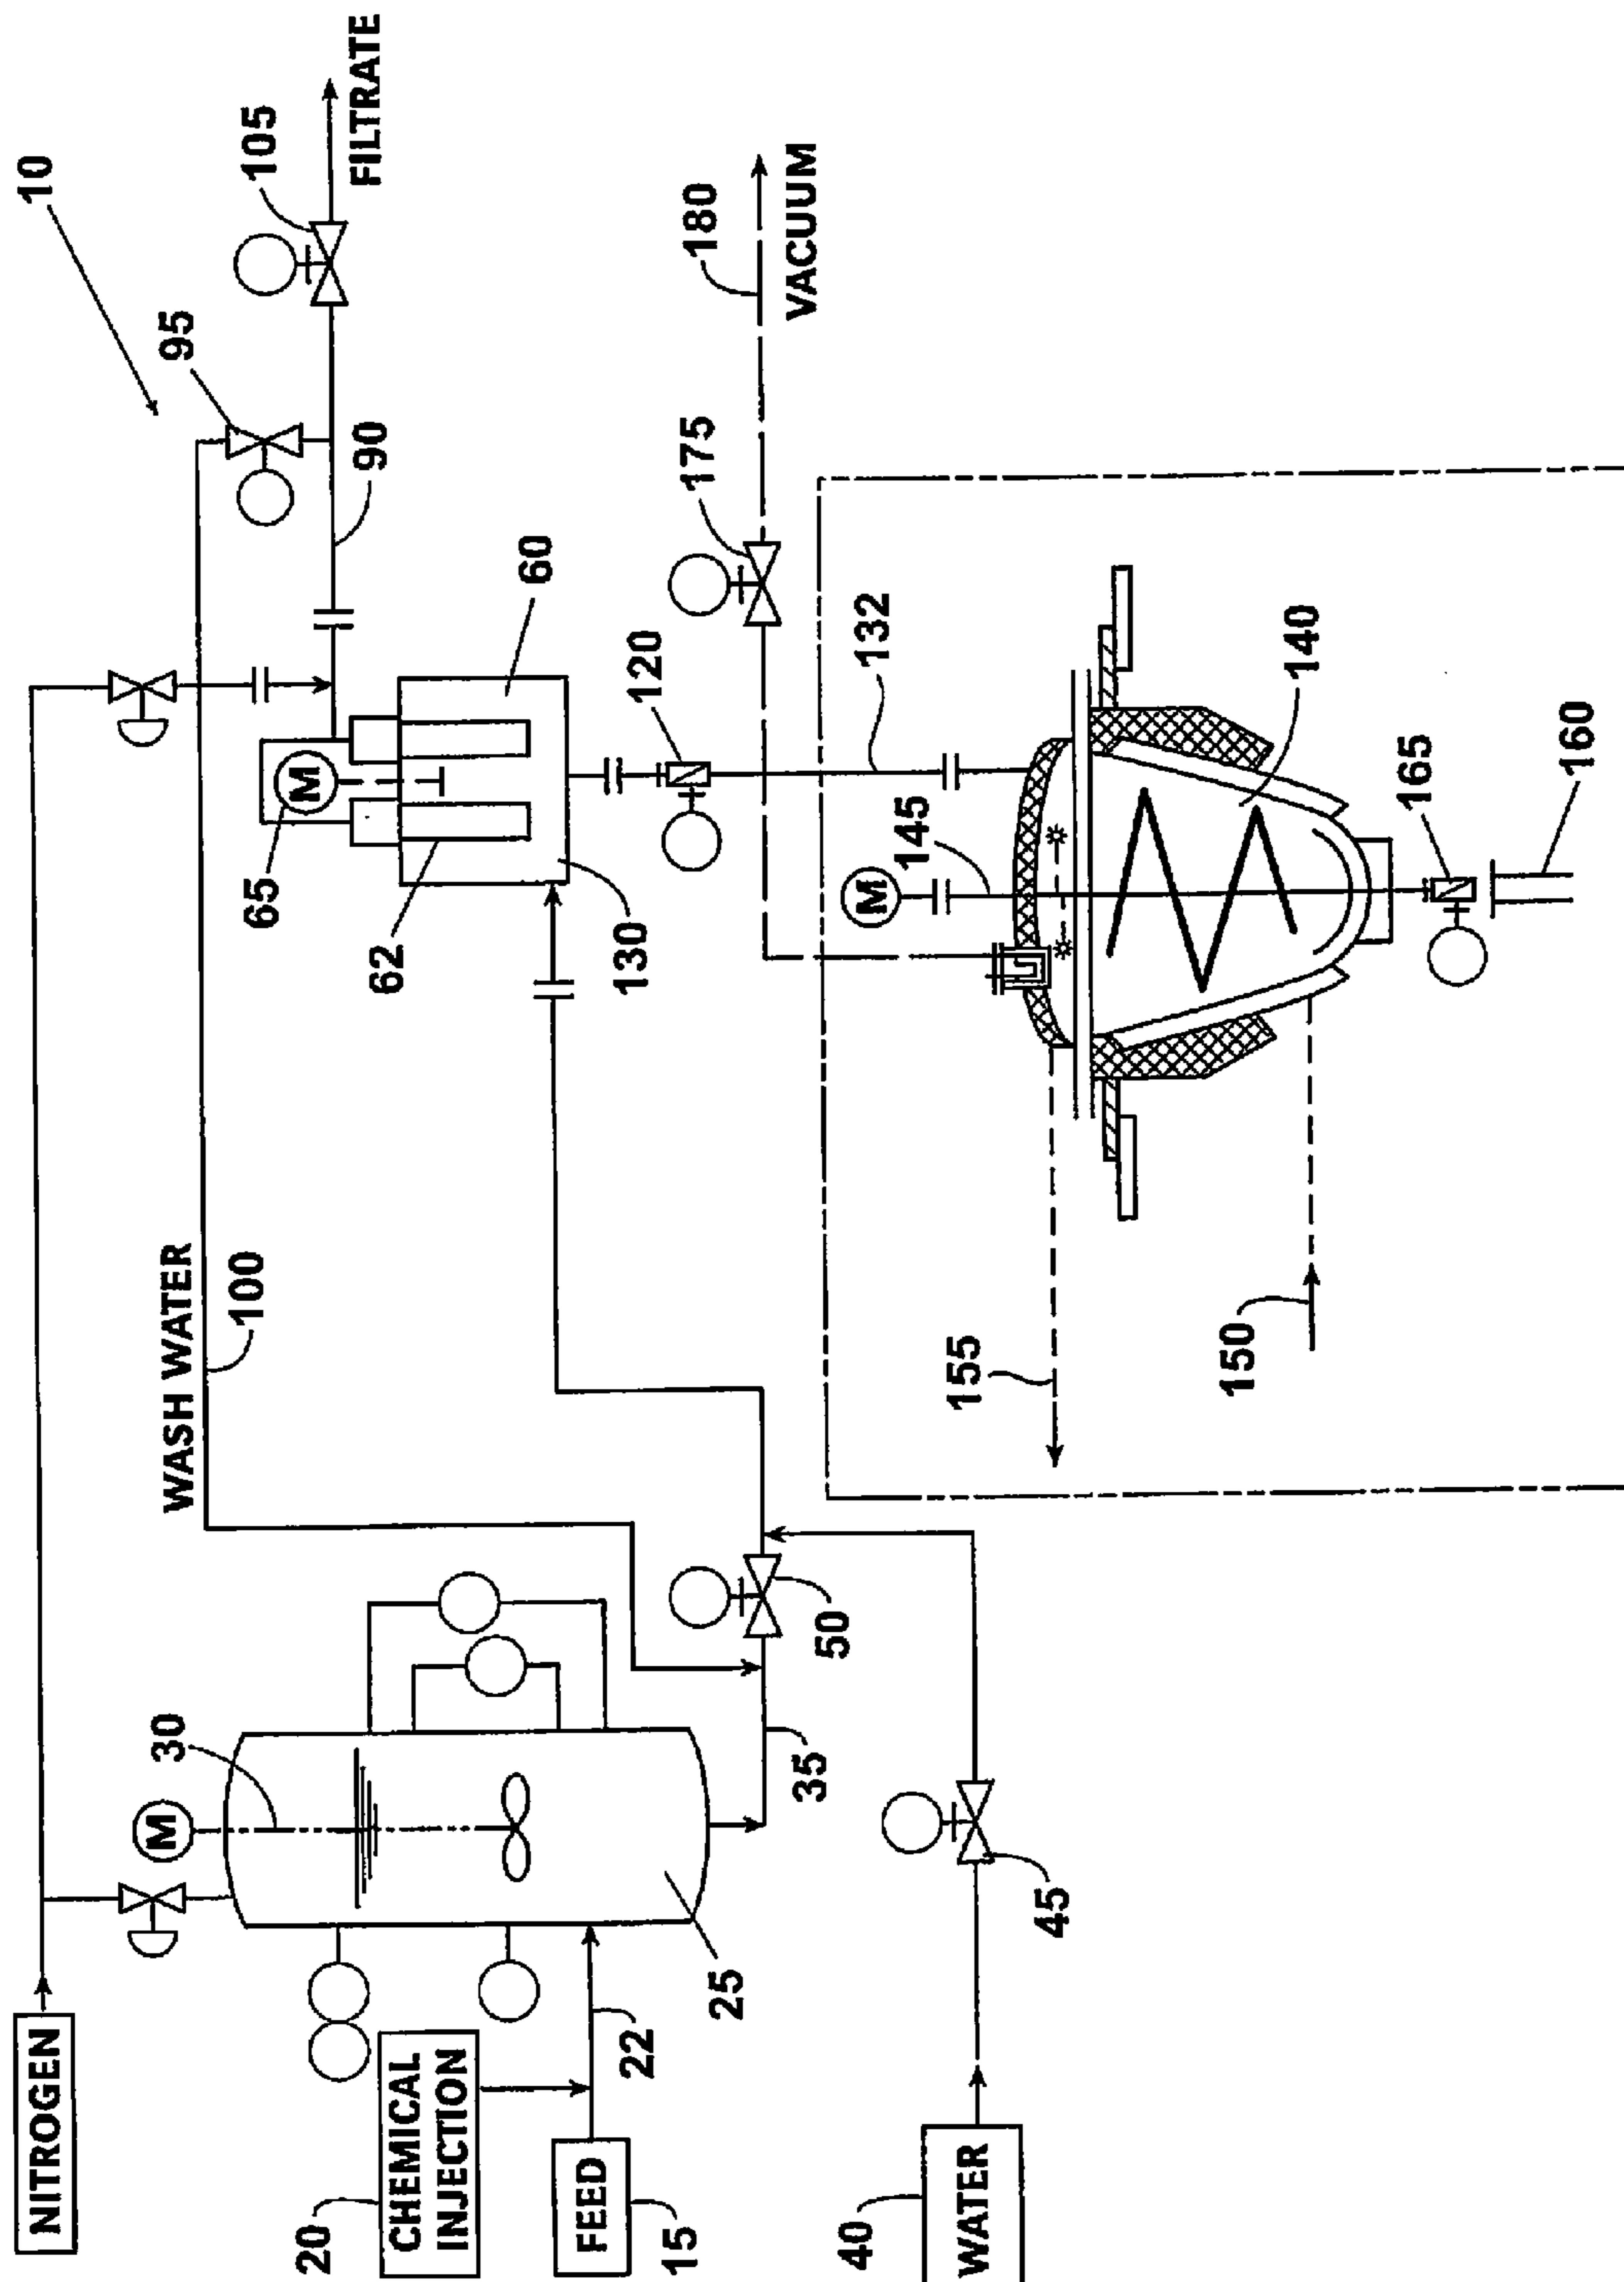 10
NITROGEN
WASH WATER
100
95
105
FILTRATE
30
M
65
M
90
60
62
130
120
20
CHEMICAL
INJECTION
FEED
15
22
25
35
50
175
180
VACUUM
132
40
WATER
45
M
145
155
140
150
165
160